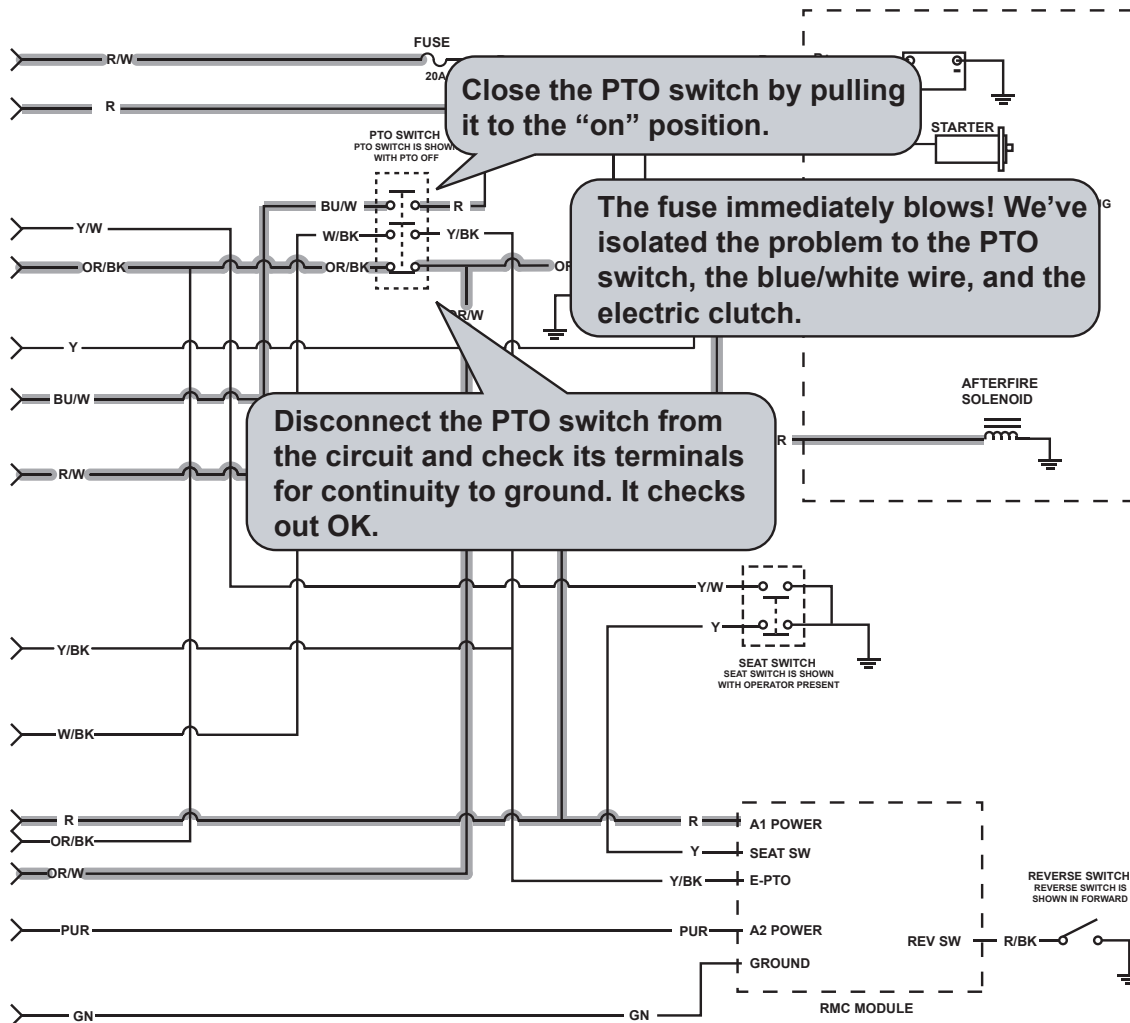 FUSE
R/W
20A
R
Close the PTO switch by pulling
it to the “on” position.
STARTER
PTO SWITCH
PTO SWITCH IS SHOWN
WITH PTO OFF
BU/W
R
Y/W
W/BK
Y/BK
OR/BK
OR/BK
The fuse immediately blows! We’ve
isolated the problem to the PTO
switch, the blue/white wire, and the
electric clutch.
OR/W
Y
BU/W
AFTERFIRE
SOLENOID
Disconnect the PTO switch from
the circuit and check its terminals
for continuity to ground. It checks
out OK.
R
R/W
Y/W
Y
SEAT SWITCH
SEAT SWITCH IS SHOWN
WITH OPERATOR PRESENT
Y/BK
W/BK
R
R
A1 POWER
OR/BK
Y
SEAT SW
OR/W
Y/BK
E-PTO
REVERSE SWITCH
REVERSE SWITCH IS
SHOWN IN FORWARD
PUR
PUR
A2 POWER
REV SW
R/BK
GROUND
GN
GN
RMC MODULE